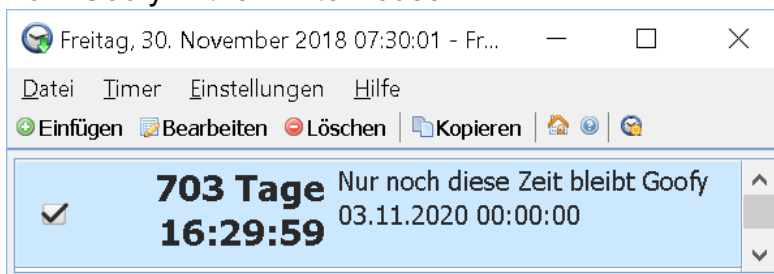 Freitag, 30. November 2018 07:30:01 - Fr...
Datei Timer Einstellungen Hilfe
Einfügen Bearbeiten Löschen Kopieren
703 Tage
16:29:59
Nur noch diese Zeit bleibt Goofy
03.11.2020 00:00:00